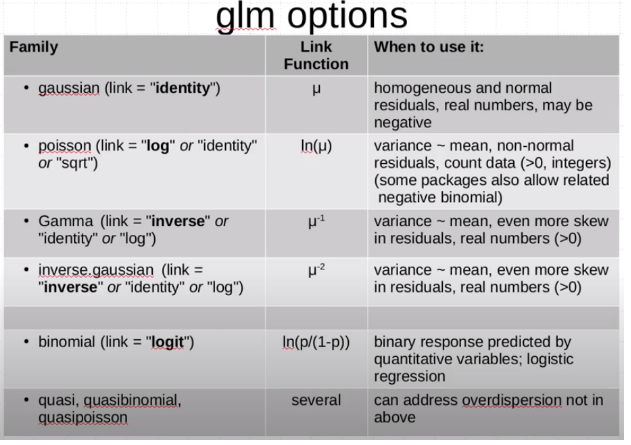 glm options
Family
Link
Function
When to use it:
• gaussian (link = "identity")
μ
homogeneous and normal
residuals, real numbers, may be
negative
• poisson (link = "log" or "identity"
or "sqrt")
ln(μ)
variance ~ mean, non-normal
residuals, count data (>0, integers)
(some packages also allow related
negative binomial)
• Gamma (link = "inverse" or
"identity" or "log")
μ⁻¹
variance ~ mean, even more skew
in residuals, real numbers (>0)
• inverse.gaussian (link =
"inverse" or "identity" or "log")
μ⁻²
variance ~ mean, even more skew
in residuals, real numbers (>0)
• binomial (link = "logit")
ln(p/(1-p))
binary response predicted by
quantitative variables; logistic
regression
• quasi, quasibinomial,
quasipoisson
several
can address overdispersion not in
above